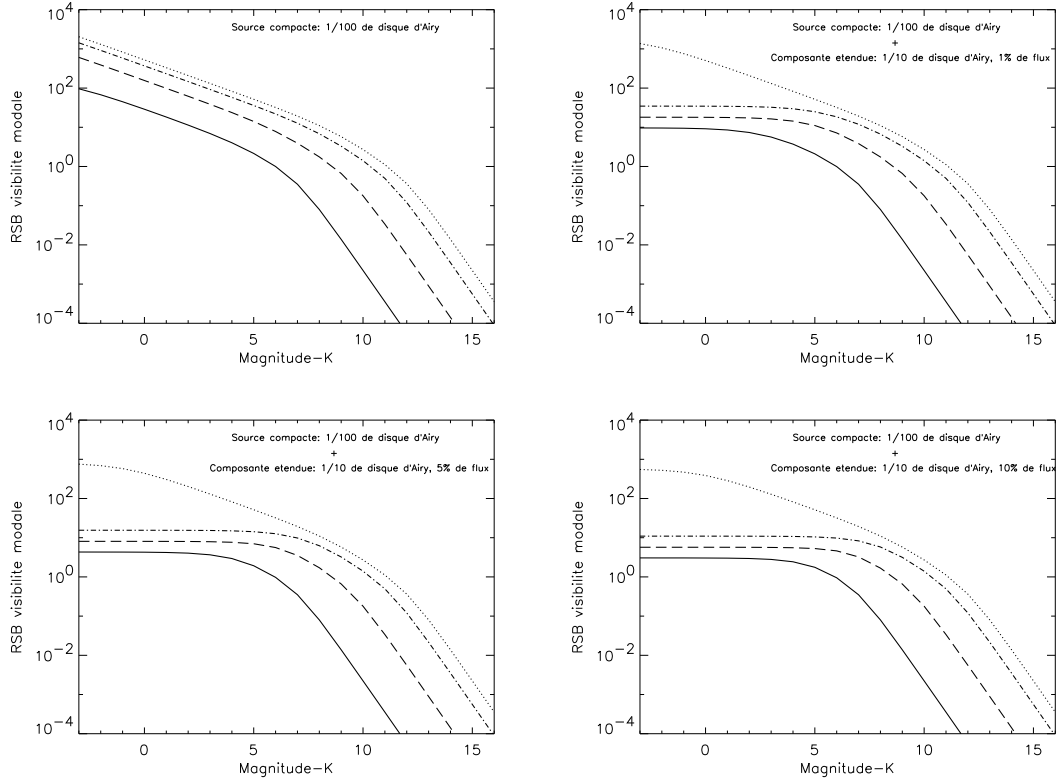 Source compacte: 1/100 de disque d'Airy
RSB visibilite modale
10^4
10^2
10^0
10^-2
10^-4
0 5 10 15
Magnitude-K
Source compacte: 1/100 de disque d'Airy
+
Composante etendue: 1/10 de disque d'Airy, 1% de flux
RSB visibilite modale
10^4
10^2
10^0
10^-2
10^-4
0 5 10 15
Magnitude-K
Source compacte: 1/100 de disque d'Airy
+
Composante etendue: 1/10 de disque d'Airy, 5% de flux
RSB visibilite modale
10^4
10^2
10^0
10^-2
10^-4
0 5 10 15
Magnitude-K
Source compacte: 1/100 de disque d'Airy
+
Composante etendue: 1/10 de disque d'Airy, 10% de flux
RSB visibilite modale
10^4
10^2
10^0
10^-2
10^-4
0 5 10 15
Magnitude-K